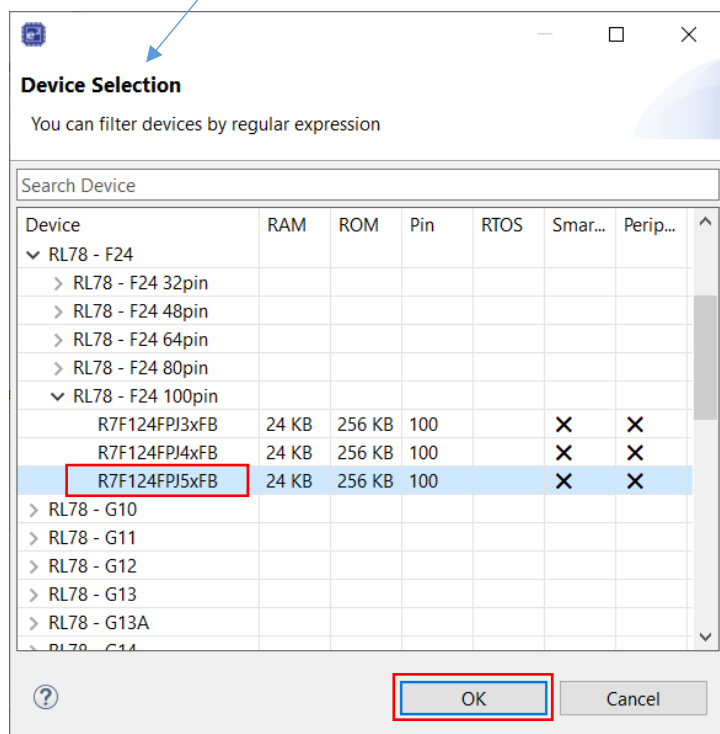 Device Selection
You can filter devices by regular expression
Search Device
Device RAM ROM Pin RTOS Smar... Perip...
RL78 - F24
RL78 - F24 32pin
RL78 - F24 48pin
RL78 - F24 64pin
RL78 - F24 80pin
RL78 - F24 100pin
R7F124FPJ3xFB 24 KB 256 KB 100
R7F124FPJ4xFB 24 KB 256 KB 100
R7F124FPJ5xFB 24 KB 256 KB 100
RL78 - G10
RL78 - G11
RL78 - G12
RL78 - G13
RL78 - G13A
RL78 - G14
OK Cancel